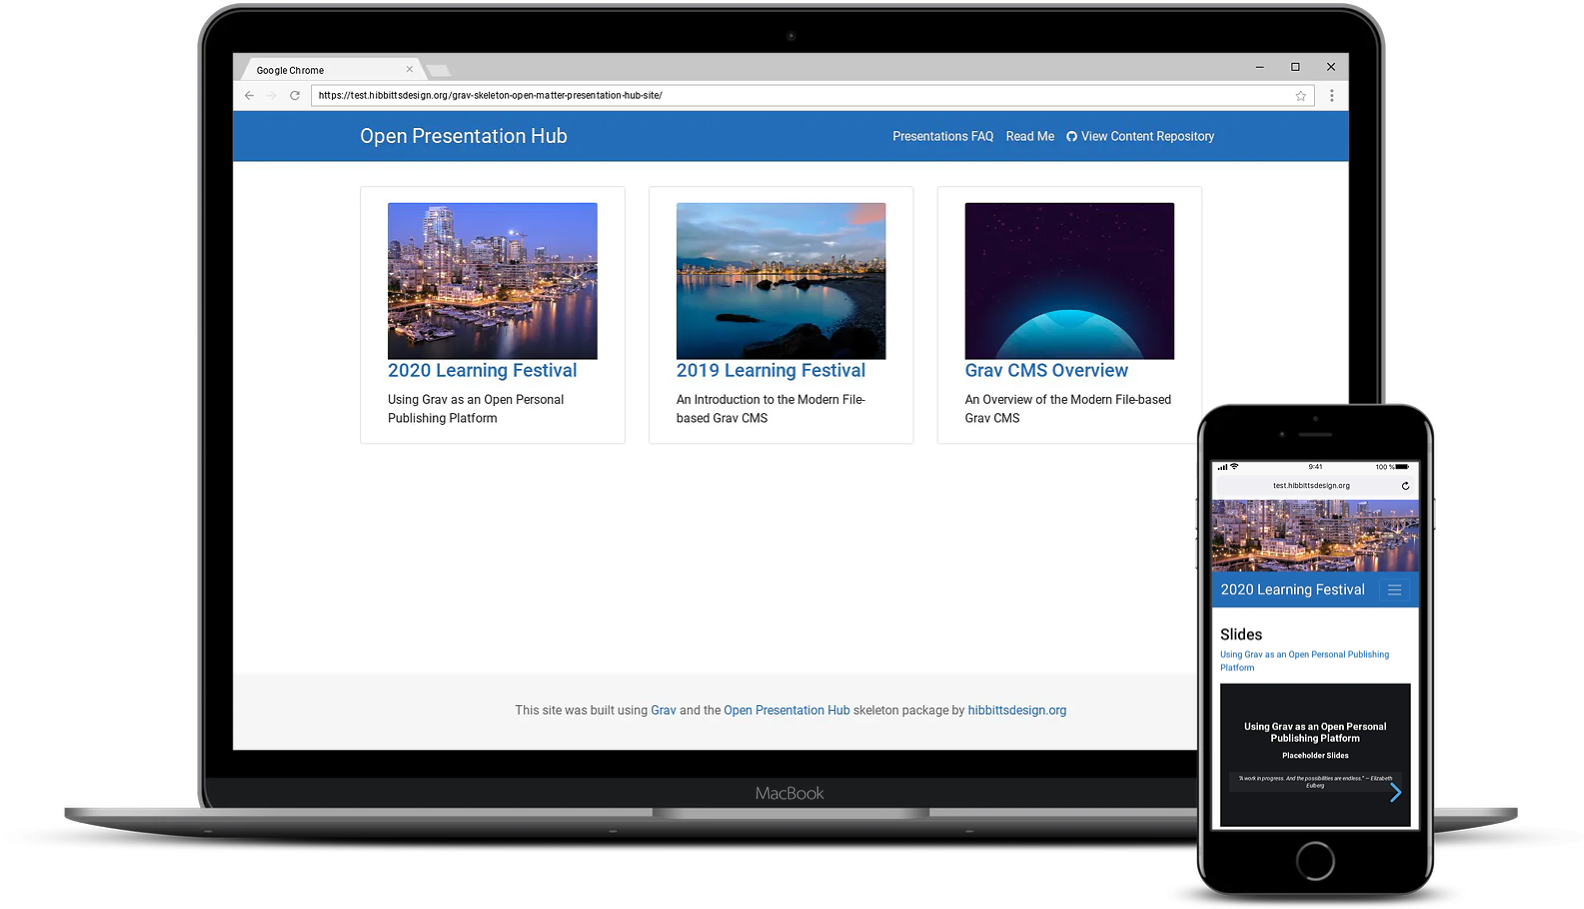 Google Chrome
https://test.hibbittsdesign.org/grav-skeleton-open-matter-presentation-hub-site/
Open Presentation Hub
Presentations FAQ Read Me View Content Repository
2020 Learning Festival
Using Grav as an Open Personal
Publishing Platform
2019 Learning Festival
An Introduction to the Modern File-
based Grav CMS
Grav CMS Overview
An Overview of the Modern File-based
Grav CMS
This site was built using Grav and the Open Presentation Hub skeleton package by hibbittsdesign.org
MacBook
9:41
100 %
test.hibbittsdesign.org
2020 Learning Festival
Slides
Using Grav as an Open Personal Publishing
Platform
Using Grav as an Open Personal
Publishing Platform
Placeholder Slides
"A work in progress. And the possibilities are endless." — Elizabeth
Eulberg